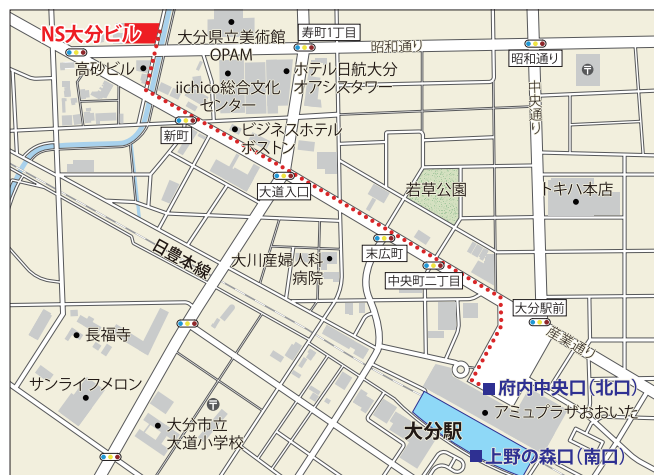 NS大分ビル
大分県立美術館
OPAM
寿町1丁目
昭和通り
昭和通り
高砂ビル
iichico総合文化
センター
ホテル日航大分
オアシスタワー
中央通り
新町
ビジネスホテル
ボストン
大道入口
若草公園
トキハ本店
日豊本線
大川産婦人科
病院
末広町
中央町二丁目
大分駅前
産業通り
長福寺
サンライフメロン
府内中央口（北口）
アミュプラザおおいた
大分市立
大道小学校
大分駅
上野の森口（南口）